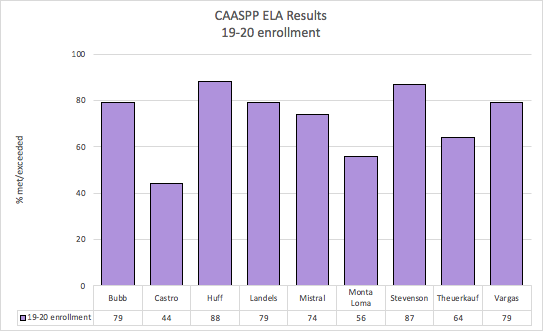 CAASPP ELA Results
19-20 enrollment
100
80
60
40
20
0
% met/exceeded
Bubb Castro Huff Landels Mistral Monta Loma Stevenson Theuerkauf Vargas
19-20 enrollment 79 44 88 79 74 56 87 64 79